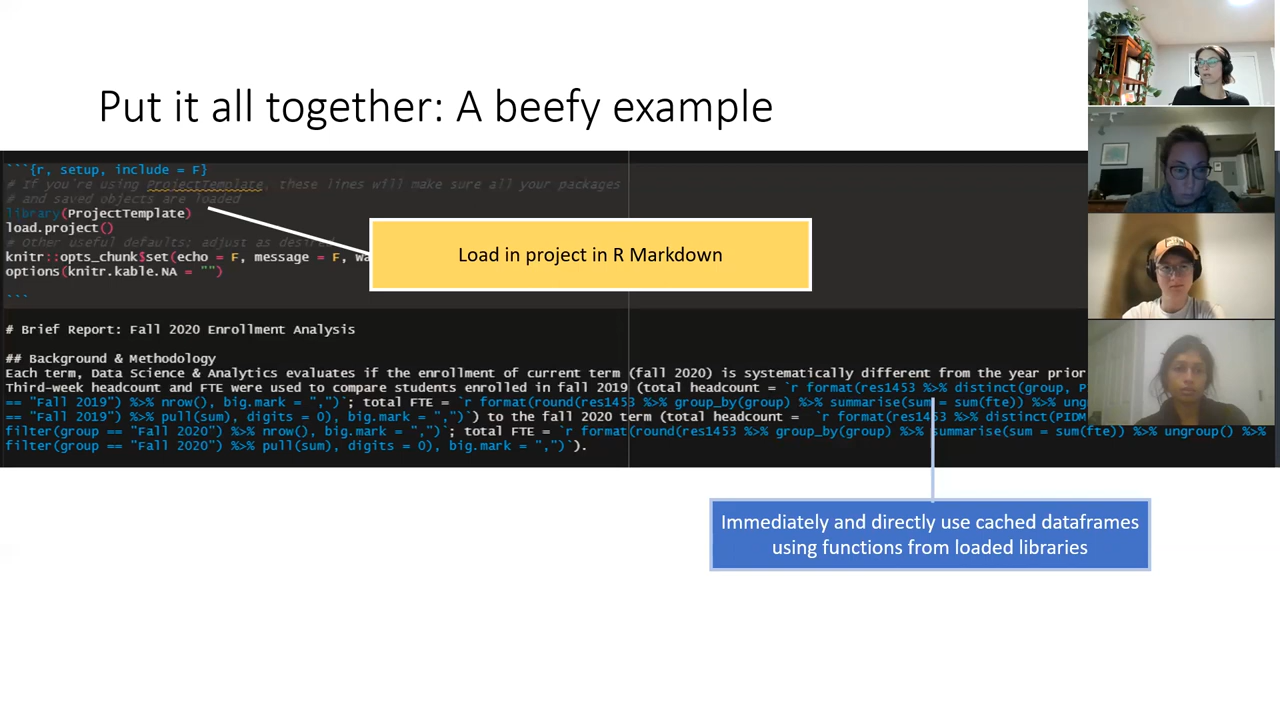 Put it all together: A beefy example
```{r, setup, include = F}
# If you're using ProjectTemplate, these lines will make sure all your packages
# and saved objects are loaded
library(ProjectTemplate)
load.project()
# Other useful defaults: adjust as desired
knitr::opts_chunk$set(echo = F, message = F, wa
options(knitr.kable.NA = "")
```
Load in project in R Markdown
# Brief Report: Fall 2020 Enrollment Analysis
## Background & Methodology
Each term, Data Science & Analytics evaluates if the enrollment of current term (fall 2020) is systematically different from the year prior
Third-week headcount and FTE were used to compare students enrolled in fall 2019 (total headcount = `r format(res1453 %>% distinct(group, P
== "Fall 2019") %>% nrow(), big.mark = ",")`; total FTE = `r format(round(res1453 %>% group_by(group) %>% summarise(sum = sum(fte)) %>% ung
== "Fall 2019") %>% pull(sum), digits = 0), big.mark = ",")`) to the fall 2020 term (total headcount = `r format(res1453 %>% distinct(PIDM
filter(group == "Fall 2020") %>% nrow(), big.mark = ",")`; total FTE = `r format(round(res1453 %>% group_by(group) %>% summarise(sum = sum(fte)) %>% ungroup() %>%
filter(group == "Fall 2020") %>% pull(sum), digits = 0), big.mark = ",")`).
Immediately and directly use cached dataframes
using functions from loaded libraries